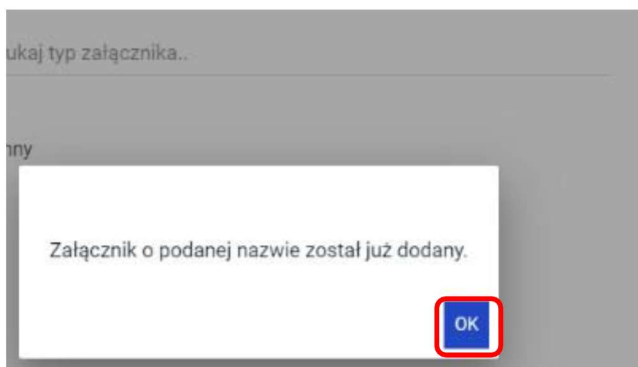 ukaj typ załącznika..
nny
Załącznik o podanej nazwie został już dodany.
OK